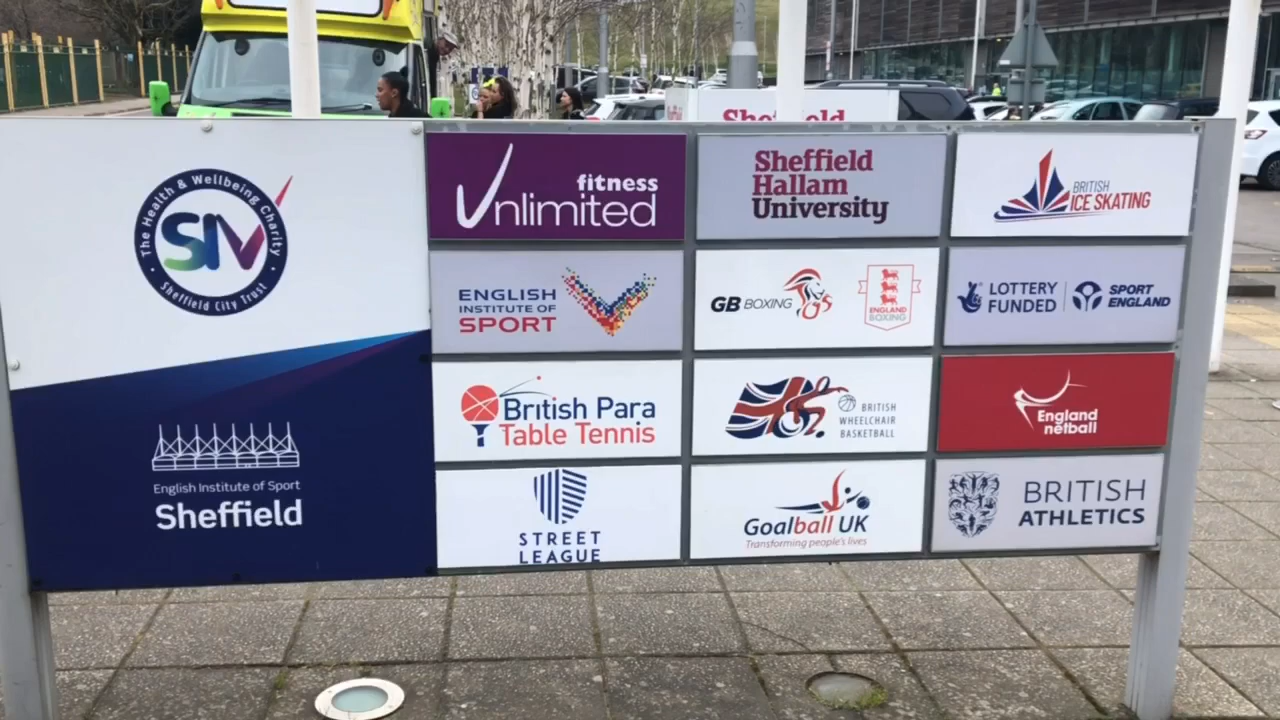 Sheffield
The Health & Wellbeing Charity
SIV
Sheffield City Trust
English Institute of Sport
Sheffield
fitness
Unlimited
Sheffield
Hallam
University
BRITISH
ICE SKATING
ENGLISH
INSTITUTE OF
SPORT
GB BOXING
ENGLAND
BOXING
LOTTERY
FUNDED
SPORT
ENGLAND
British Para
Table Tennis
BRITISH
WHEELCHAIR
BASKETBALL
England
netball
STREET
LEAGUE
Goalball UK
Transforming people's lives
BRITISH
ATHLETICS